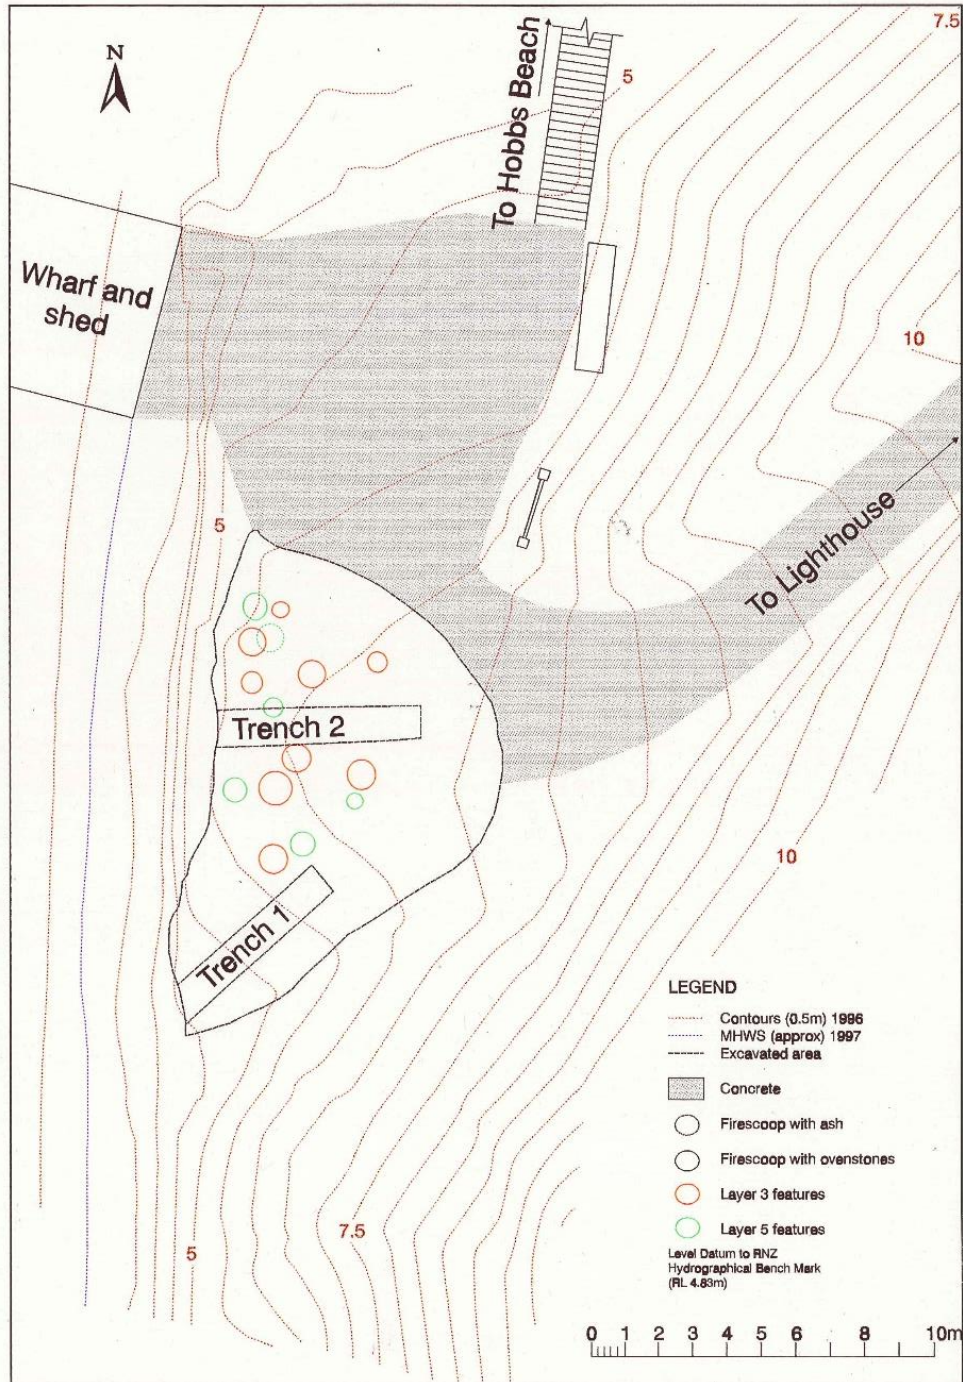 7.5
N
To Hobbs Beach
5
Wharf and
shed
10
5
To Lighthouse
Trench 2
10
Trench 1
LEGEND
Contours (0.5m) 1996
MHWS (approx) 1997
Excavated area
Concrete
Firescoop with ash
Firescoop with ovenstones
Layer 3 features
Layer 5 features
Level Datum to RNZ
Hydrographical Bench Mark
(RL 4.83m)
7.5
5
0 1 2 3 4 5 6 8 10m